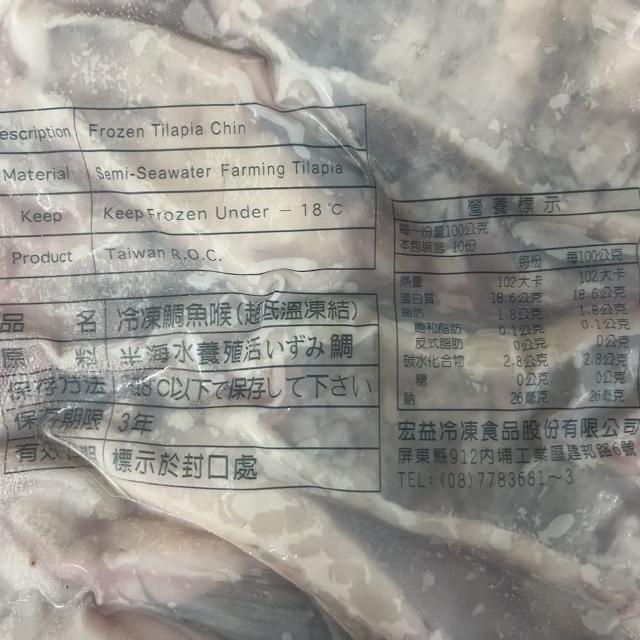 escription Frozen Tilapia Chin
Material Semi-Seawater Farming Tilapia
Keep Keep Frozen Under - 18℃
Product Taiwan R.O.C.
品 名 冷凍鯛魚喉(超低溫凍結)
原 料 半海水養殖活いずみ鯛
保存方法 -18℃以下で保存して下さい
保存期限 3年
有效 標示於封口處
營養標示
每一份量100公克
本包裝含 10份
每份 每100公克
熱量 102大卡 102大卡
蛋白質 18.6公克 18.6公克
脂肪 1.8公克 1.8公克
飽和脂肪 0.1公克 0.1公克
反式脂肪 0公克 0公克
碳水化合物 2.8公克 2.8公克
糖 0公克 0公克
鈉 26毫克 26毫克
宏益冷凍食品股份有限公司
屏東縣912內埔工業區建邦路6號
TEL:(08)7783681~3